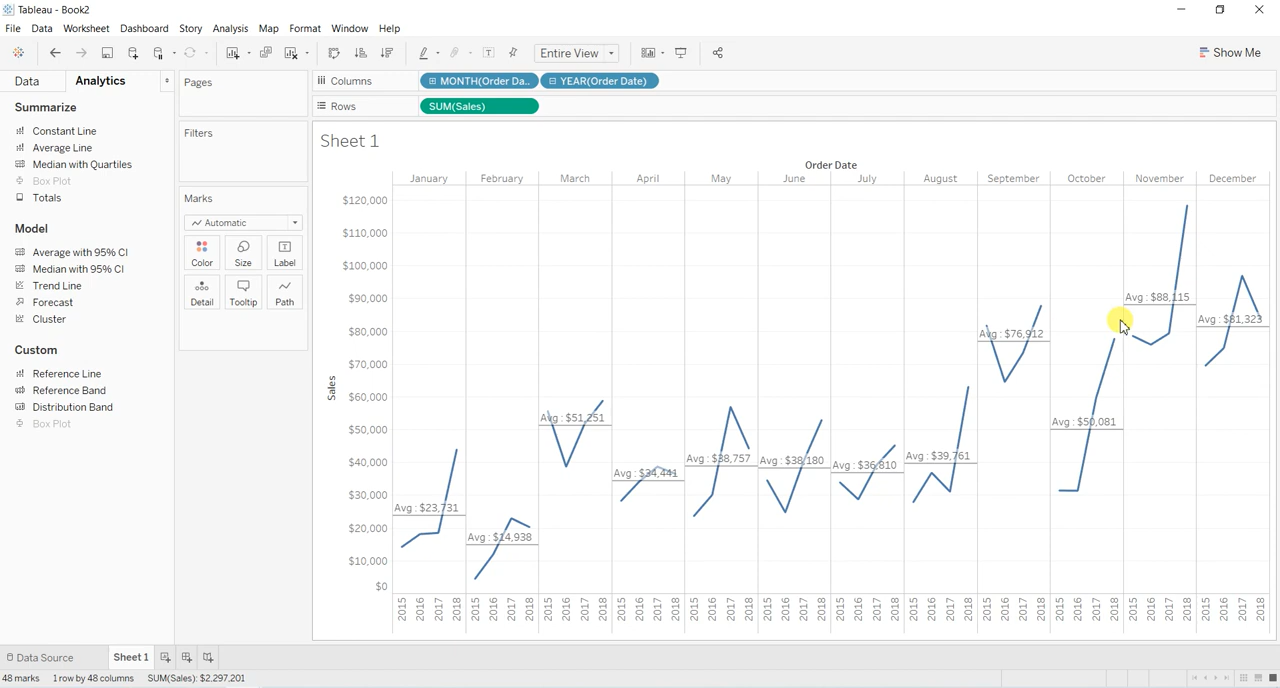 Tableau - Book2
File Data Worksheet Dashboard Story Analysis Map Format Window Help
Entire View
Show Me
Data Analytics
Summarize
Constant Line
Average Line
Median with Quartiles
Box Plot
Totals
Model
Average with 95% CI
Median with 95% CI
Trend Line
Forecast
Cluster
Custom
Reference Line
Reference Band
Distribution Band
Box Plot
Pages
Filters
Marks
Automatic
Color Size Label
Detail Tooltip Path
Columns MONTH(Order Da.. YEAR(Order Date)
Rows SUM(Sales)
Sheet 1
Order Date
January February March April May June July August September October November December
Sales
$120,000
$110,000
$100,000
$90,000
$80,000
$70,000
$60,000
$50,000
$40,000
$30,000
$20,000
$10,000
$0
Avg : $23,731
Avg : $14,938
Avg : $51,251
Avg : $34,441
Avg : $38,757
Avg : $38,180
Avg : $36,810
Avg : $39,761
Avg : $76,912
Avg : $50,081
Avg : $88,115
Avg : $81,323
2015 2016 2017 2018 2015 2016 2017 2018 2015 2016 2017 2018 2015 2016 2017 2018 2015 2016 2017 2018 2015 2016 2017 2018 2015 2016 2017 2018 2015 2016 2017 2018 2015 2016 2017 2018 2015 2016 2017 2018 2015 2016 2017 2018 2015 2016 2017 2018
Data Source Sheet 1
48 marks 1 row by 48 columns SUM(Sales): $2,297,201